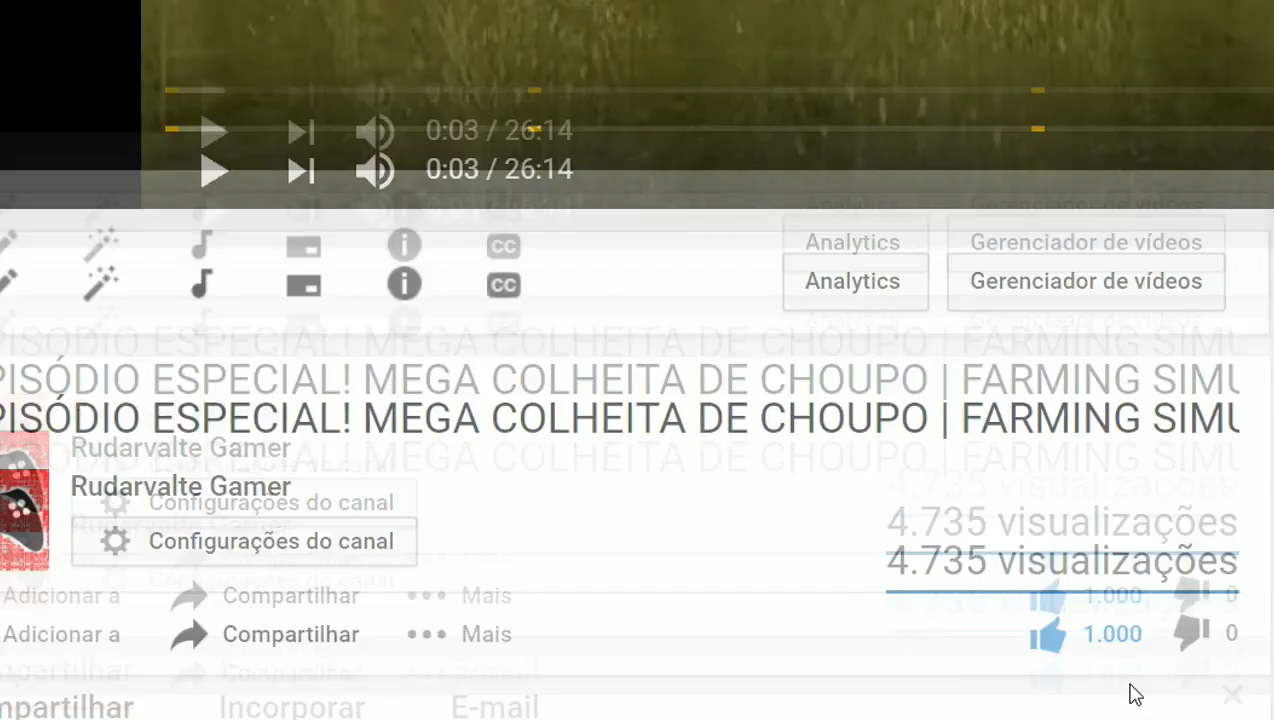 0:03 / 26:14
CC
Analytics
Gerenciador de vídeos
PISÓDIO ESPECIAL! MEGA COLHEITA DE CHOUPO | FARMING SIMU
Rudarvalte Gamer
Configurações do canal
4.735 visualizações
Adicionar a
Compartilhar
Mais
1.000
0
mpartilhar
Incorporar
E-mail